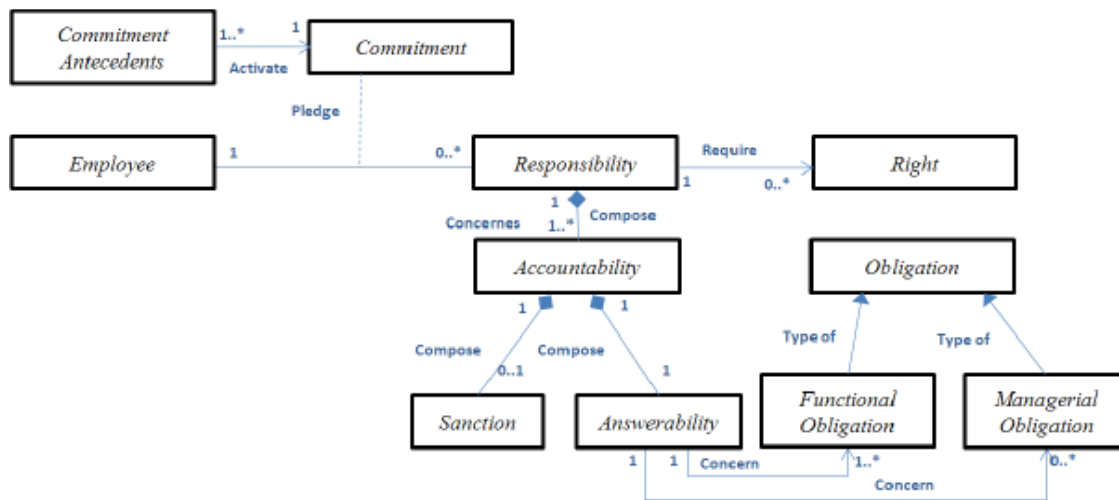 Commitment
Antecedents
1..*
1
Activate
Commitment
Pledge
Employee
1
0..*
Responsibility
Require
1
0..*
Right
1
Concernes
1..*
Compose
Accountability
Obligation
1
1
Compose
0..1
Compose
1
Type of
Type of
Sanction
Answerability
Functional
Obligation
Managerial
Obligation
1
1
Concern
1..*
Concern
0..*